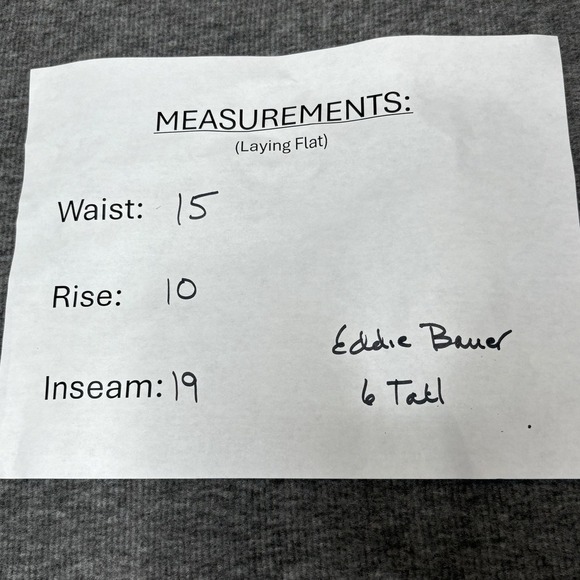 MEASUREMENTS:
(Laying Flat)
Waist: 15
Rise: 10
Inseam: 19
Eddie Bauer
6 Tall